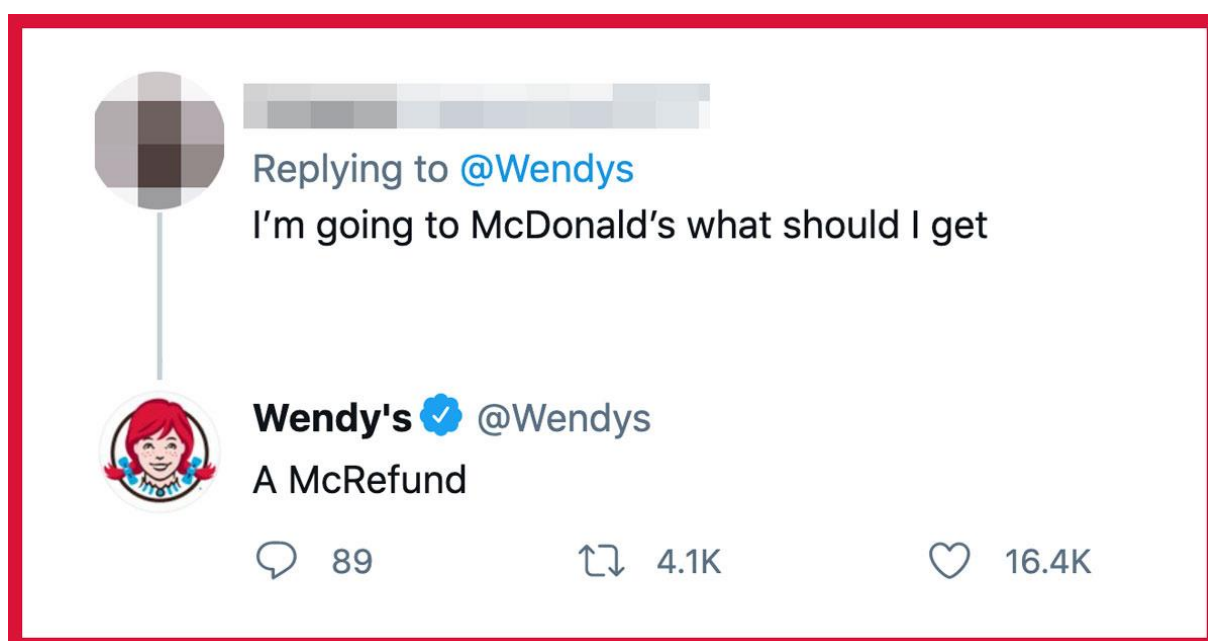 Replying to @Wendys
I’m going to McDonald’s what should I get
Wendy's @Wendys
A McRefund
89 4.1K 16.4K